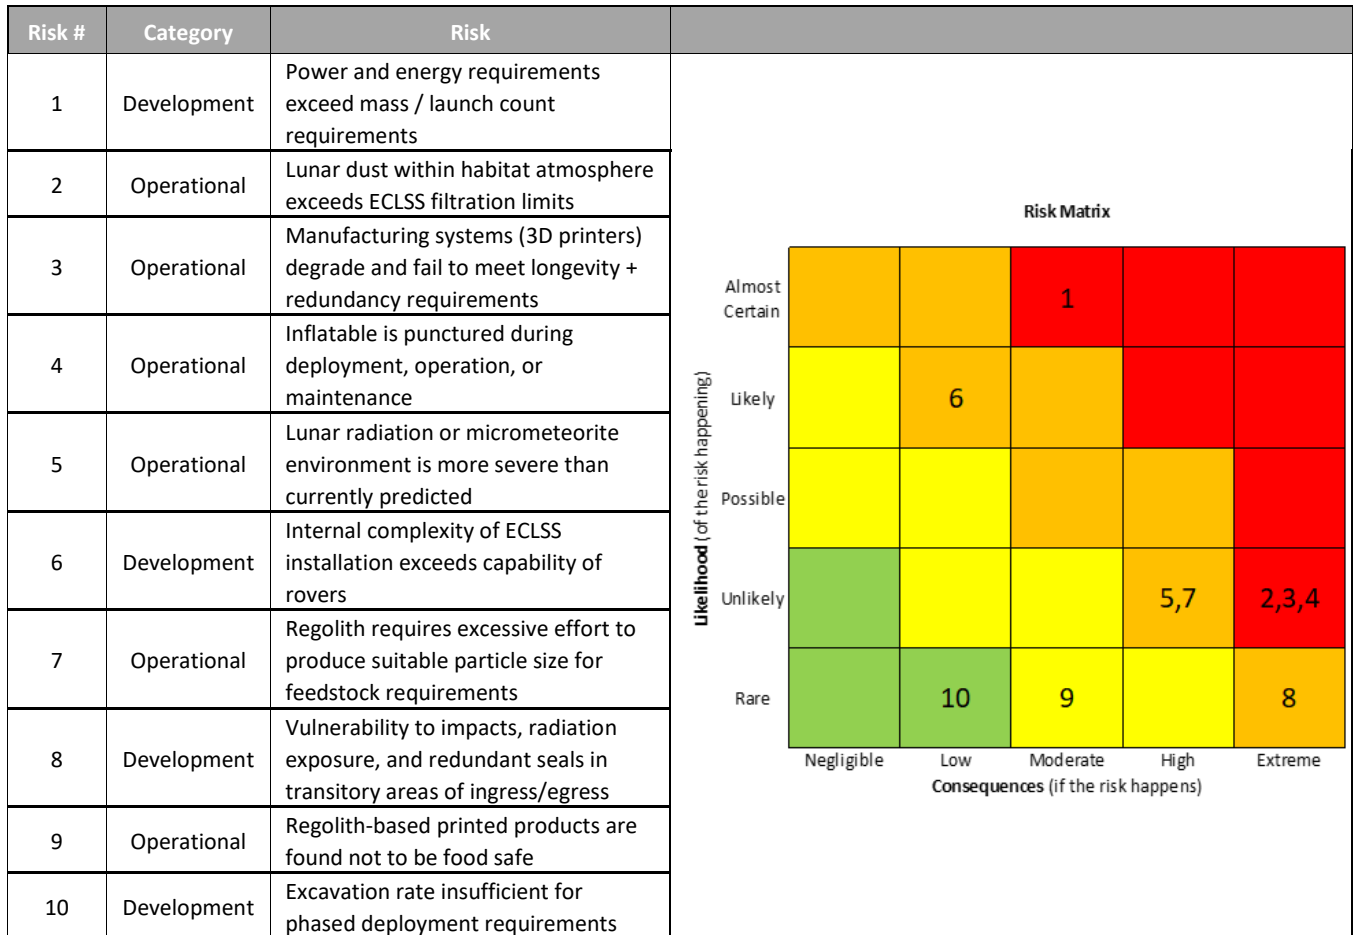 Risk #
Category
Risk
1
Development
Power and energy requirements
exceed mass / launch count
requirements
2
Operational
Lunar dust within habitat atmosphere
exceeds ECLSS filtration limits
3
Operational
Manufacturing systems (3D printers)
degrade and fail to meet longevity +
redundancy requirements
4
Operational
Inflatable is punctured during
deployment, operation, or
maintenance
5
Operational
Lunar radiation or micrometeorite
environment is more severe than
currently predicted
6
Development
Internal complexity of ECLSS
installation exceeds capability of
rovers
7
Operational
Regolith requires excessive effort to
produce suitable particle size for
feedstock requirements
8
Development
Vulnerability to impacts, radiation
exposure, and redundant seals in
transitory areas of ingress/egress
9
Operational
Regolith-based printed products are
found not to be food safe
10
Development
Excavation rate insufficient for
phased deployment requirements
Risk Matrix
Likelihood (of the risk happening)
Almost
Certain
1
Likely
6
Possible
Unlikely
5,7
2,3,4
Rare
10
9
8
Negligible
Low
Moderate
High
Extreme
Consequences (if the risk happens)